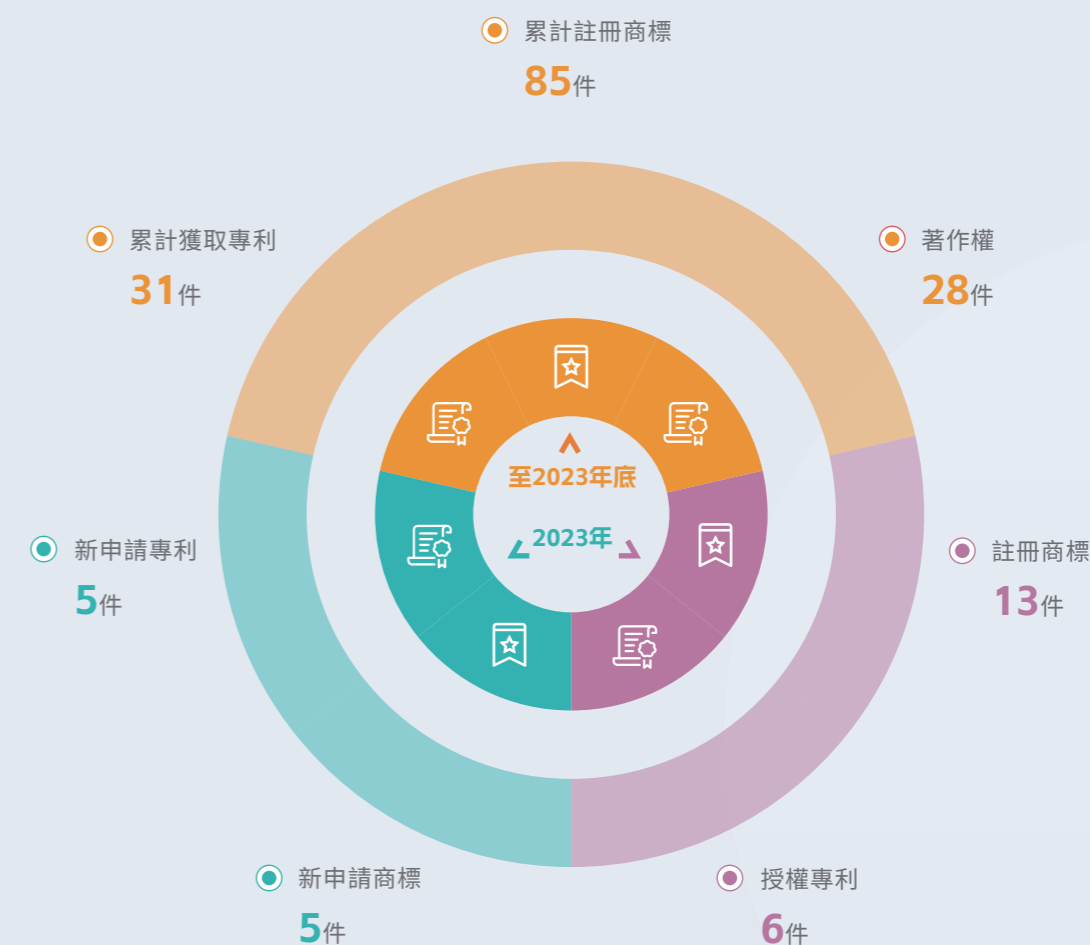 累計註冊商標
85件
累計獲取專利
31件
著作權
28件
至2023年底
2023年
新申請專利
5件
註冊商標
13件
新申請商標
5件
授權專利
6件